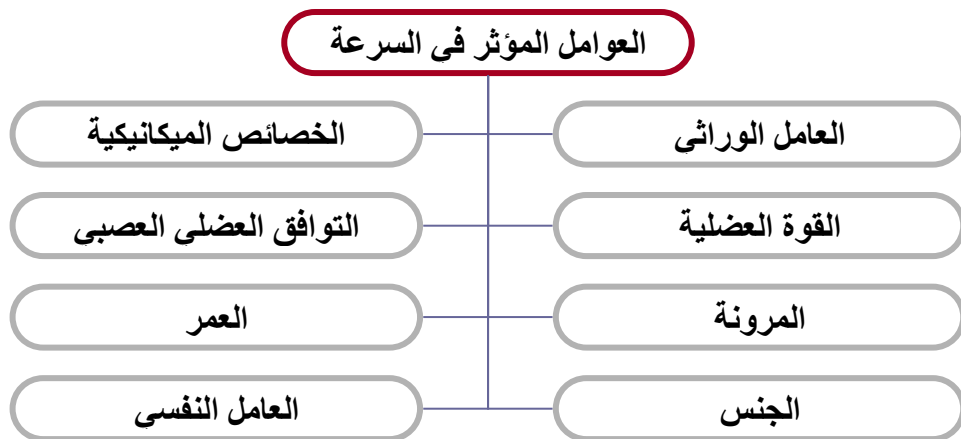 العوامل المؤثر فى السرعة
العامل الوراثى
الخصائص الميكانيكية
القوة العضلية
التوافق العضلى العصبى
المرونة
العمر
الجنس
العامل النفسى